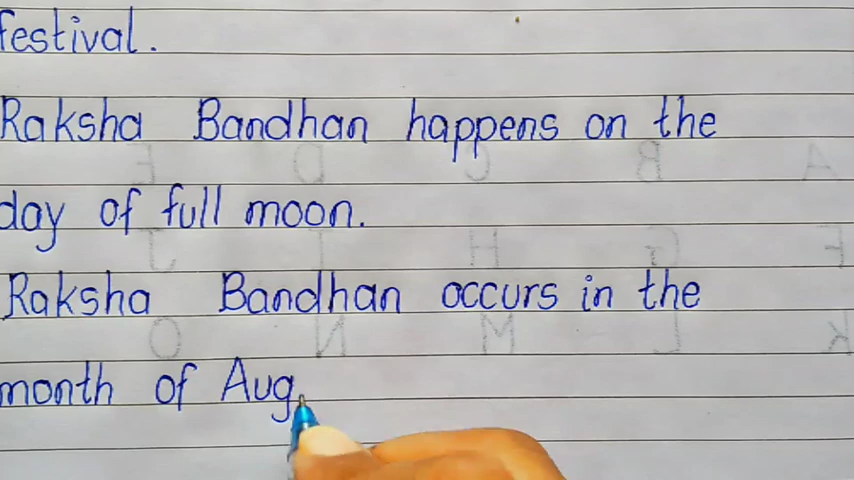 festival.
Raksha Bandhan happens on the
day of full moon.
Raksha Bandhan occurs in the
month of Aug